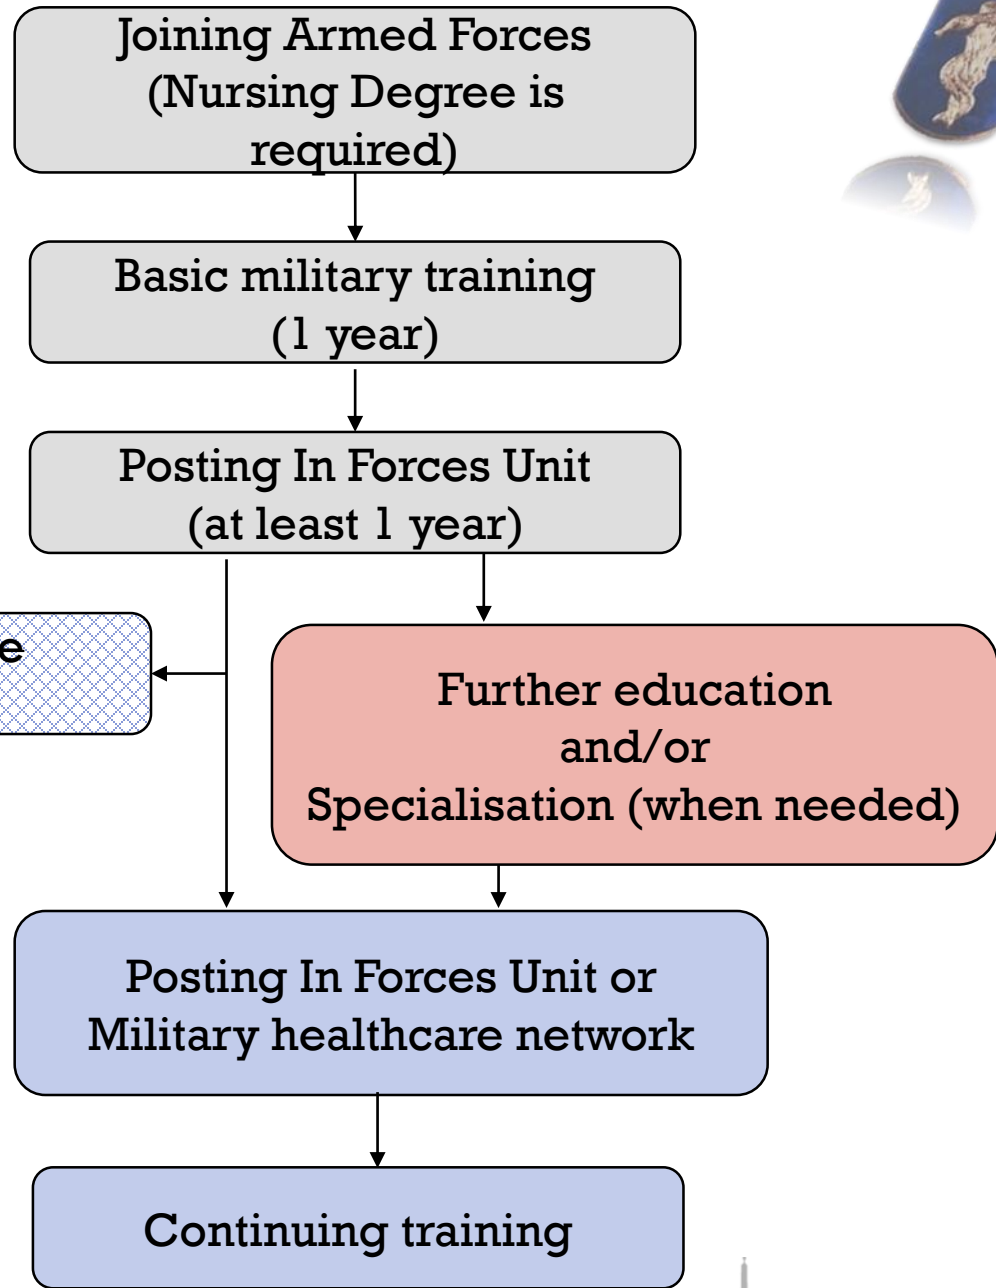 Joining Armed Forces
(Nursing Degree is
required)
Basic military training
(1 year)
Posting In Forces Unit
(at least 1 year)
Further education
and/or
Specialisation (when needed)
Posting In Forces Unit or
Military healthcare network
Continuing training